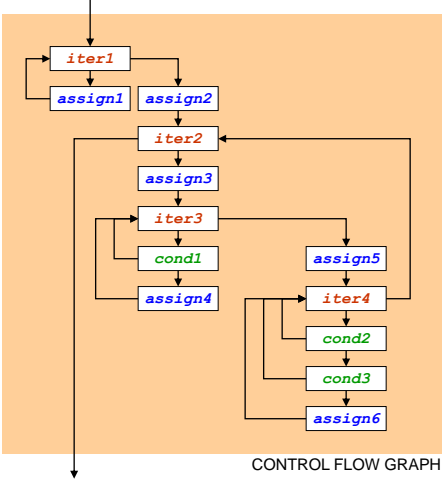 iter1
assign1 assign2
iter2
assign3
iter3
cond1 assign5
assign4 iter4
cond2
cond3
assign6
CONTROL FLOW GRAPH